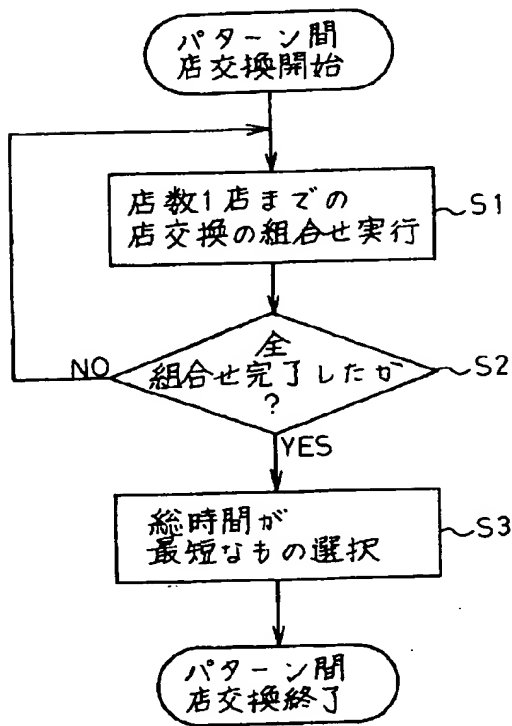 パターン間
店交換開始
店数1店までの
店交換の組合せ実行
S1
全
組合せ完了したか
?
S2
NO
YES
総時間が
最短なもの選択
S3
パターン間
店交換終了